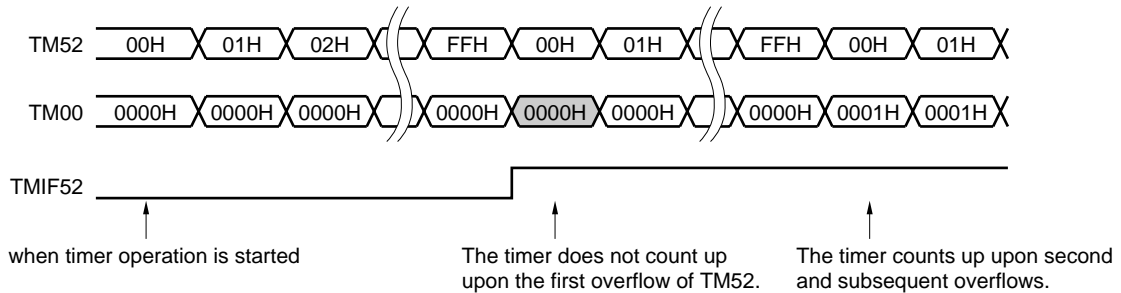 TM52 00H 01H 02H FFH 00H 01H FFH 00H 01H
TM00 0000H 0000H 0000H 0000H 0000H 0000H 0000H 0001H 0001H
TMIF52
when timer operation is started
The timer does not count up
upon the first overflow of TM52.
The timer counts up upon second
and subsequent overflows.